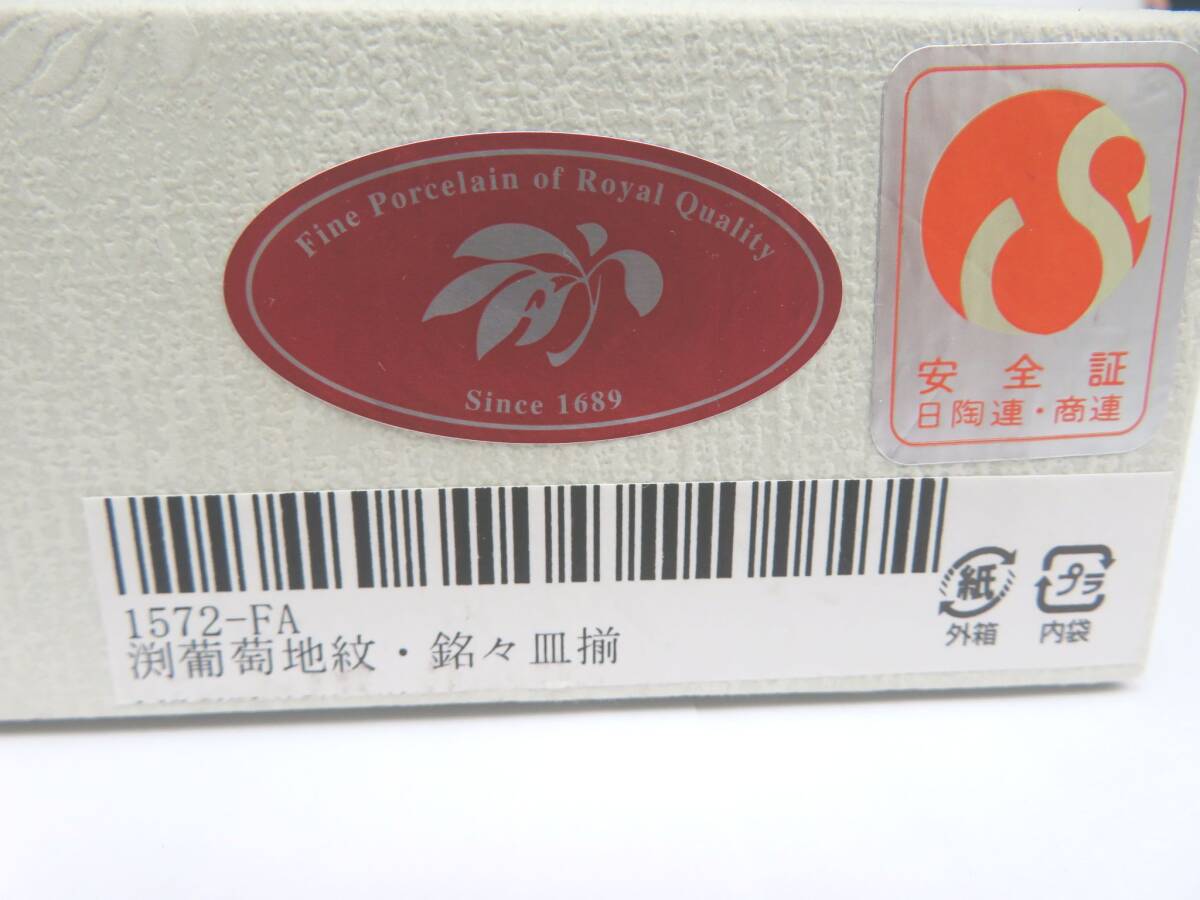 Fine Porcelain of Royal Quality
Since 1689
安全証
日陶連・商連
1572-FA
渕葡萄地紋・銘々皿揃
紙
外箱
プラ
内袋